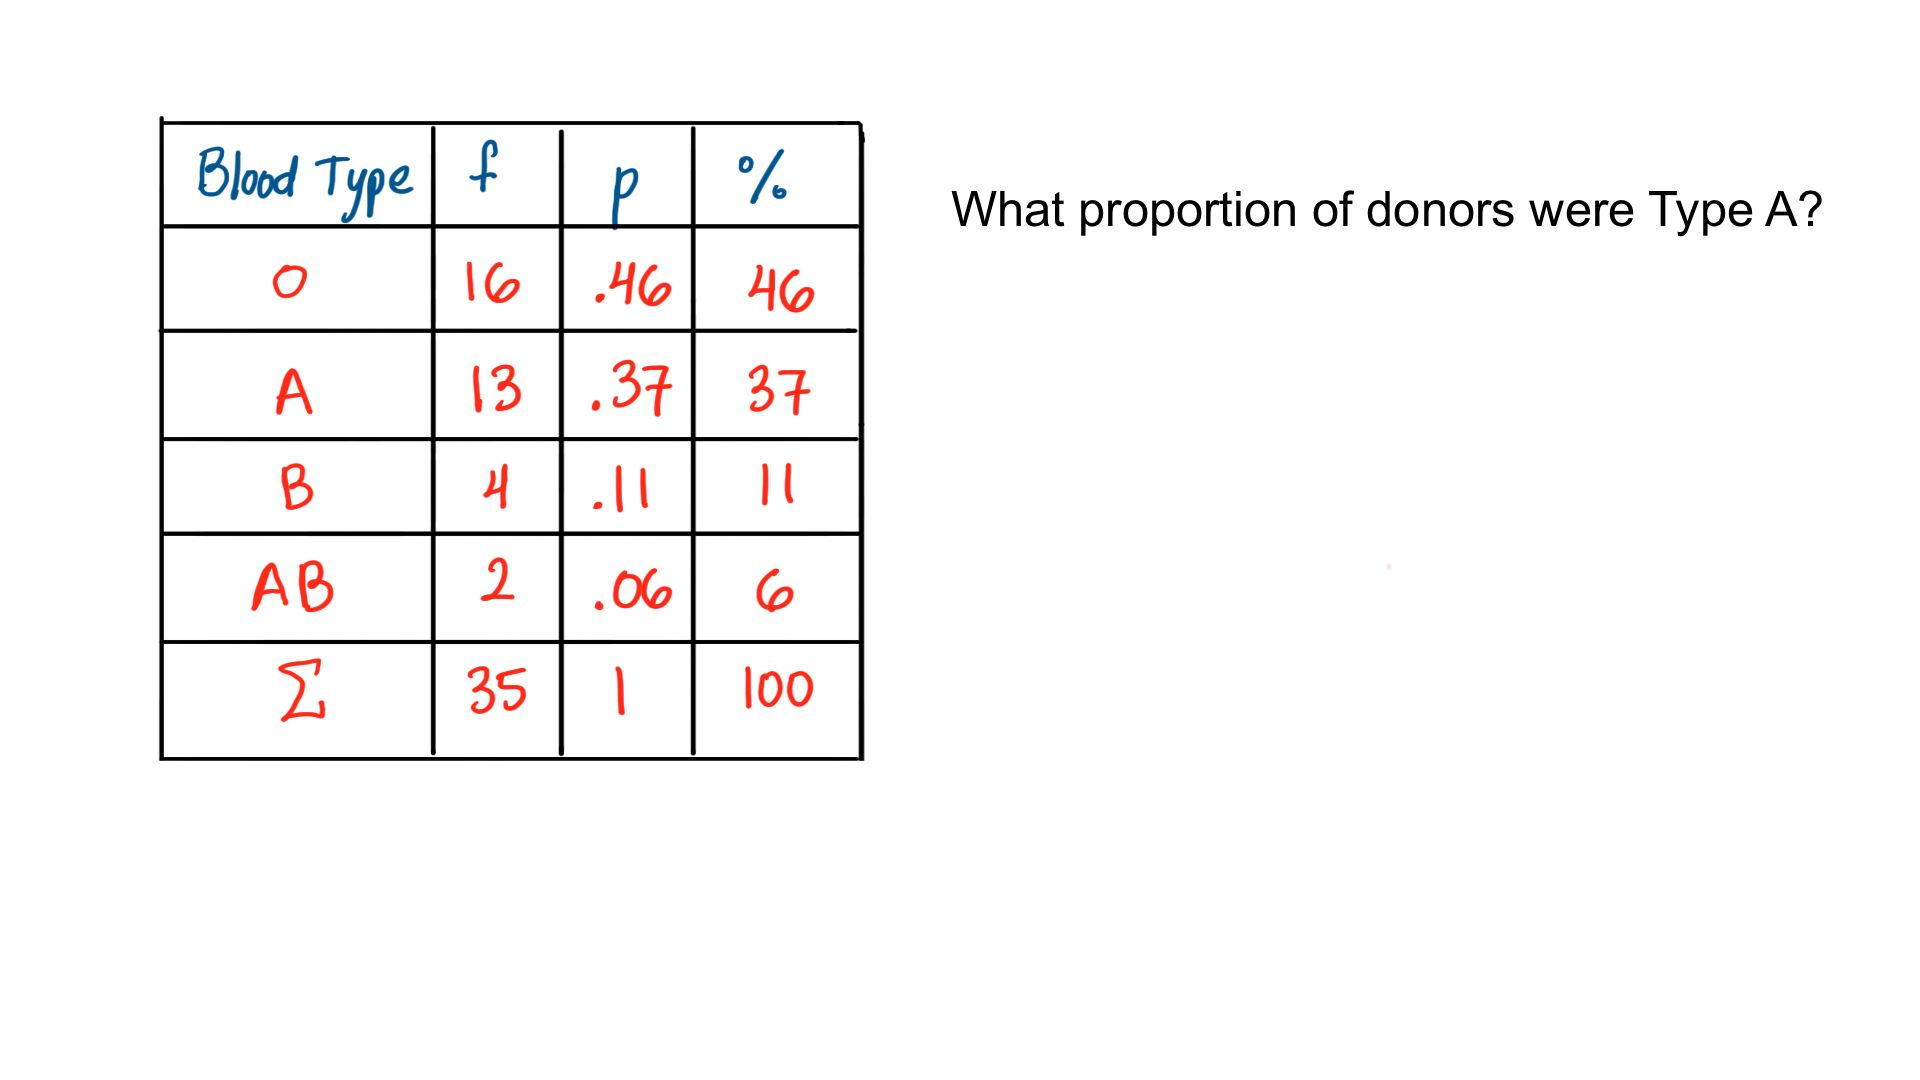 Blood Type f p %
O 16 .46 46
A 13 .37 37
B 4 .11 11
AB 2 .06 6
Σ 35 1 100
What proportion of donors were Type A?